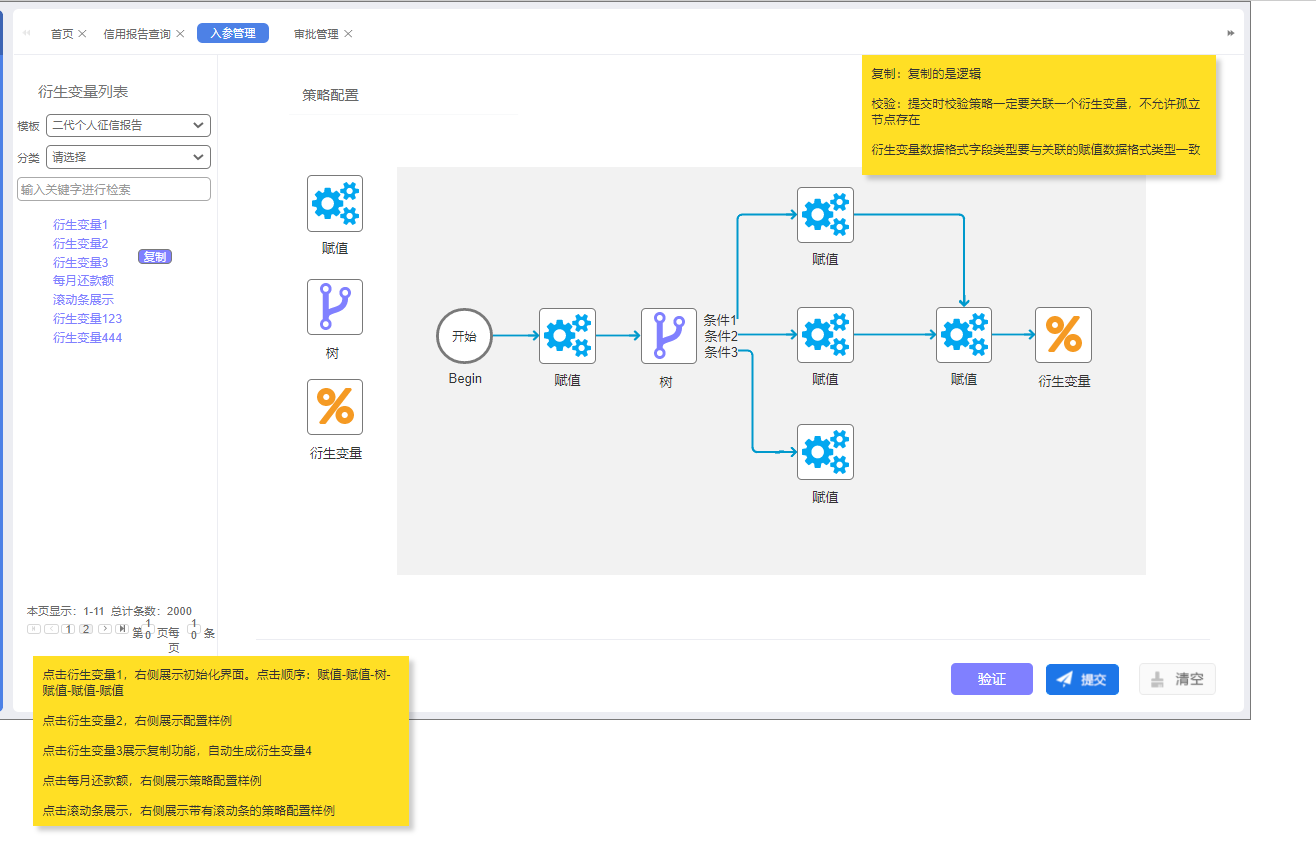 首页
信用报告查询
入参管理
审批管理
衍生变量列表
模板
二代个人征信报告
分类
请选择
输入关键字进行检索
衍生变量1
衍生变量2
衍生变量3
复制
每月还款额
滚动条展示
衍生变量123
衍生变量444
本页显示：1-11 总计条数：2000
1
2
第
10
页每页
10
条
策略配置
复制：复制的是逻辑
校验：提交时校验策略一定要关联一个衍生变量，不允许孤立
节点存在
衍生变量数据格式字段类型要与关联的赋值数据格式类型一致
赋值
树
衍生变量
开始
Begin
赋值
树
条件1
条件2
条件3
赋值
赋值
赋值
赋值
衍生变量
验证
提交
清空
点击衍生变量1，右侧展示初始化界面。点击顺序：赋值-赋值-树-
赋值-赋值-赋值
点击衍生变量2，右侧展示配置样例
点击衍生变量3展示复制功能，自动生成衍生变量4
点击每月还款额，右侧展示策略配置样例
点击滚动条展示，右侧展示带有滚动条的策略配置样例